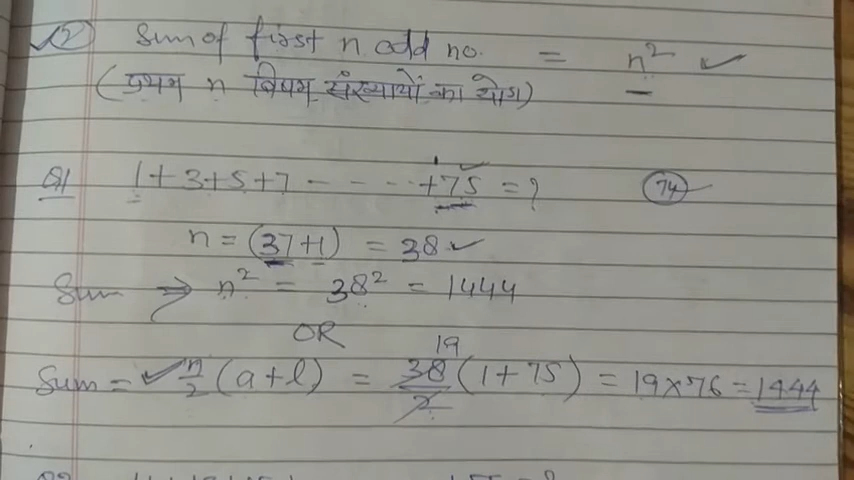 (2) Sum of first n odd no. = n² ✓
(प्रथम n विषम संख्यायों का योग)
Q1 1+3+5+7 - - - - - +75 = ? 74
n = (37+1) = 38 ✓
Sum ⇒ n² = 38² = 1444
OR
19
Sum = ✓ n/2 (a+l) = 38/2 (1+75) = 19×76 = 1444